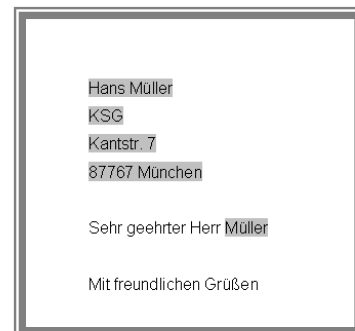 Hans Müller
KSG
Kantstr. 7
87767 München
Sehr geehrter Herr Müller
Mit freundlichen Grüßen